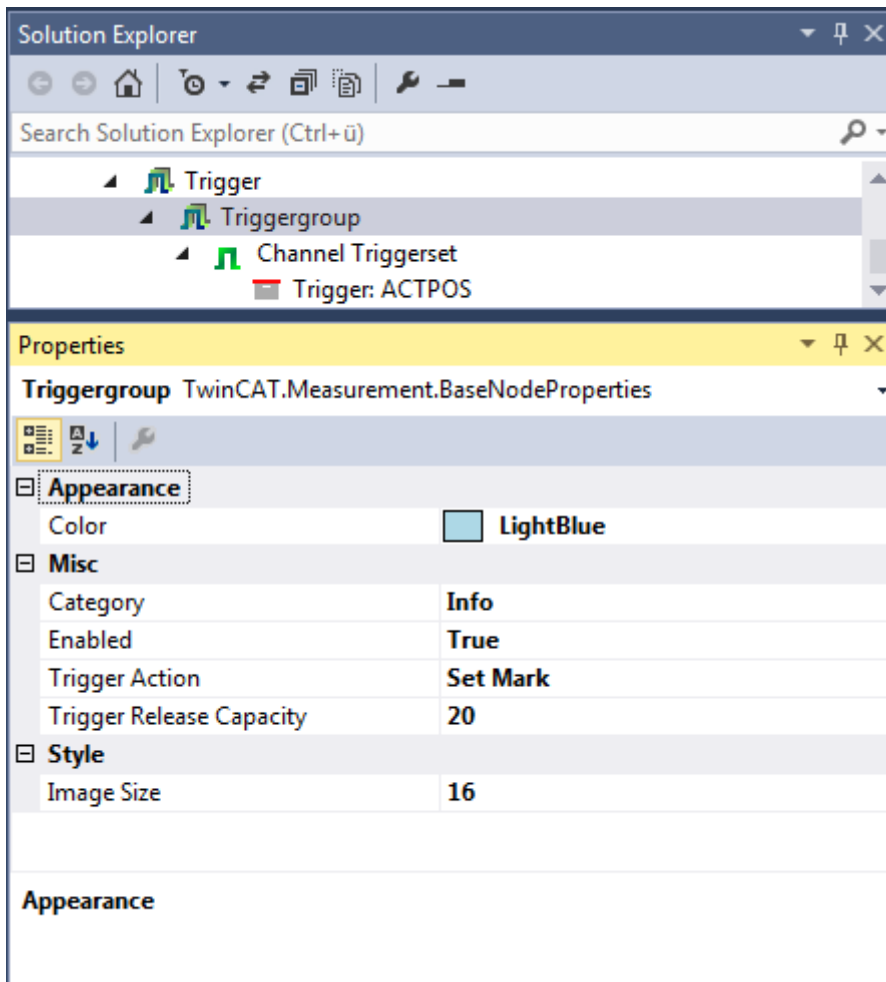 Solution Explorer
Search Solution Explorer (Ctrl+ü)
Trigger
Triggergroup
Channel Triggerset
Trigger: ACTPOS
Properties
Triggergroup TwinCAT.Measurement.BaseNodeProperties
Appearance
Color LightBlue
Misc
Category Info
Enabled True
Trigger Action Set Mark
Trigger Release Capacity 20
Style
Image Size 16
Appearance